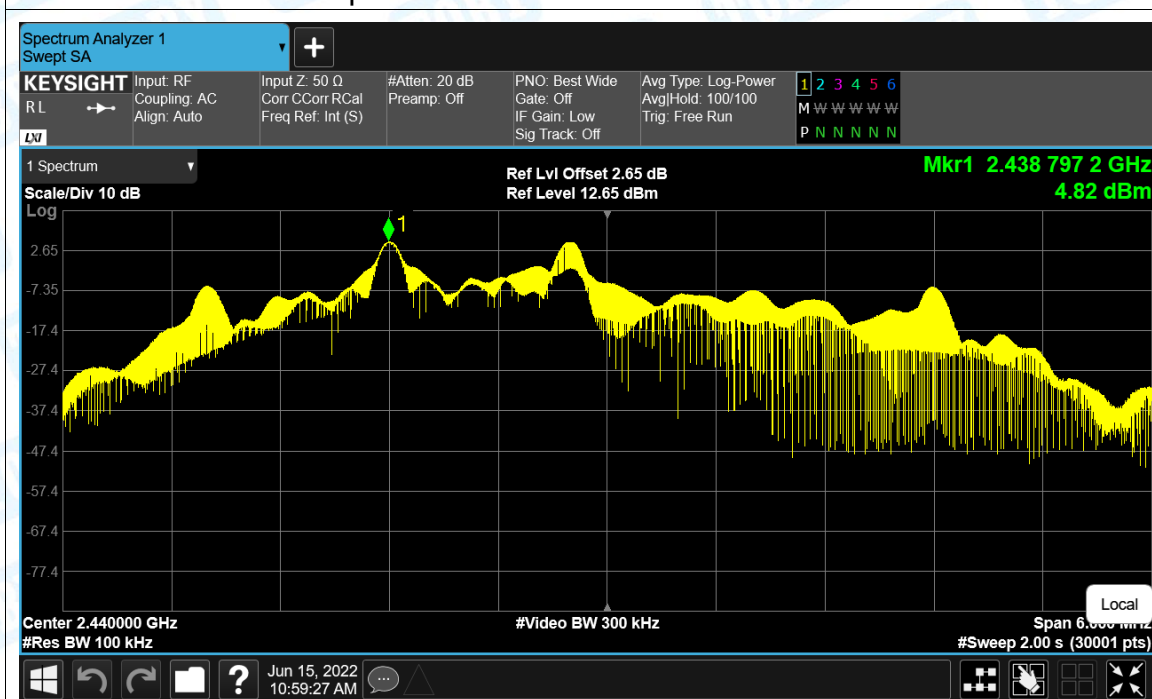 Spectrum Analyzer 1
Swept SA
+
KEYSIGHT
RL
LXI
Input: RF
Coupling: AC
Align: Auto
Input Z: 50 Ω
Corr CCorr RCal
Freq Ref: Int (S)
#Atten: 20 dB
Preamp: Off
PNO: Best Wide
Gate: Off
IF Gain: Low
Sig Track: Off
Avg Type: Log-Power
Avg|Hold: 100/100
Trig: Free Run
1 2 3 4 5 6
M W W W W W
P N N N N N
1 Spectrum
Scale/Div 10 dB
Ref Lvl Offset 2.65 dB
Ref Level 12.65 dBm
Mkr1 2.438 797 2 GHz
4.82 dBm
Log
1
2.65
-7.35
-17.4
-27.4
-37.4
-47.4
-57.4
-67.4
-77.4
Local
Center 2.440000 GHz
#Video BW 300 kHz
Span 6.000 MHz
#Res BW 100 kHz
#Sweep 2.00 s (30001 pts)
?
Jun 15, 2022
10:59:27 AM